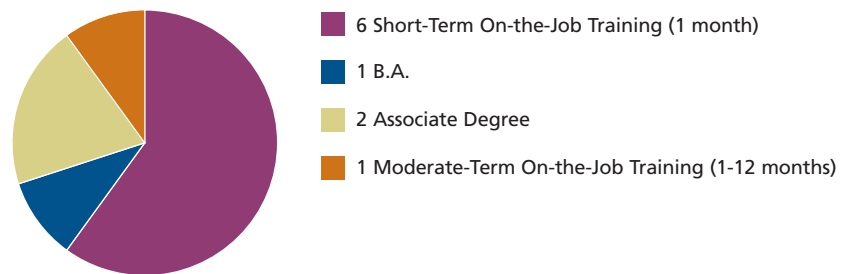 6 Short-Term On-the-Job Training (1 month)
1 B.A.
2 Associate Degree
1 Moderate-Term On-the-Job Training (1-12 months)